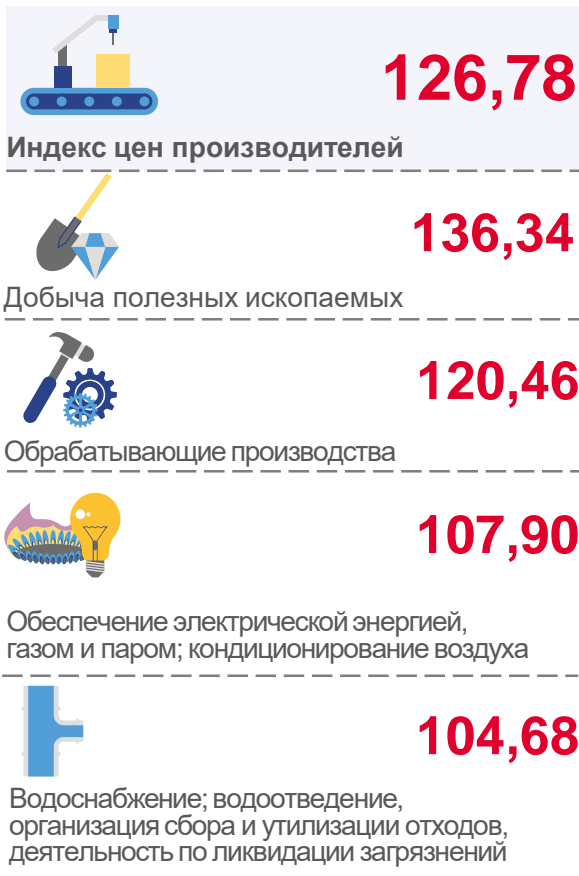 126,78
Индекс цен производителей
136,34
Добыча полезных ископаемых
120,46
Обрабатывающие производства
107,90
Обеспечение электрической энергией,
газом и паром; кондиционирование воздуха
104,68
Водоснабжение; водоотведение,
организация сбора и утилизации отходов,
деятельность по ликвидации загрязнений